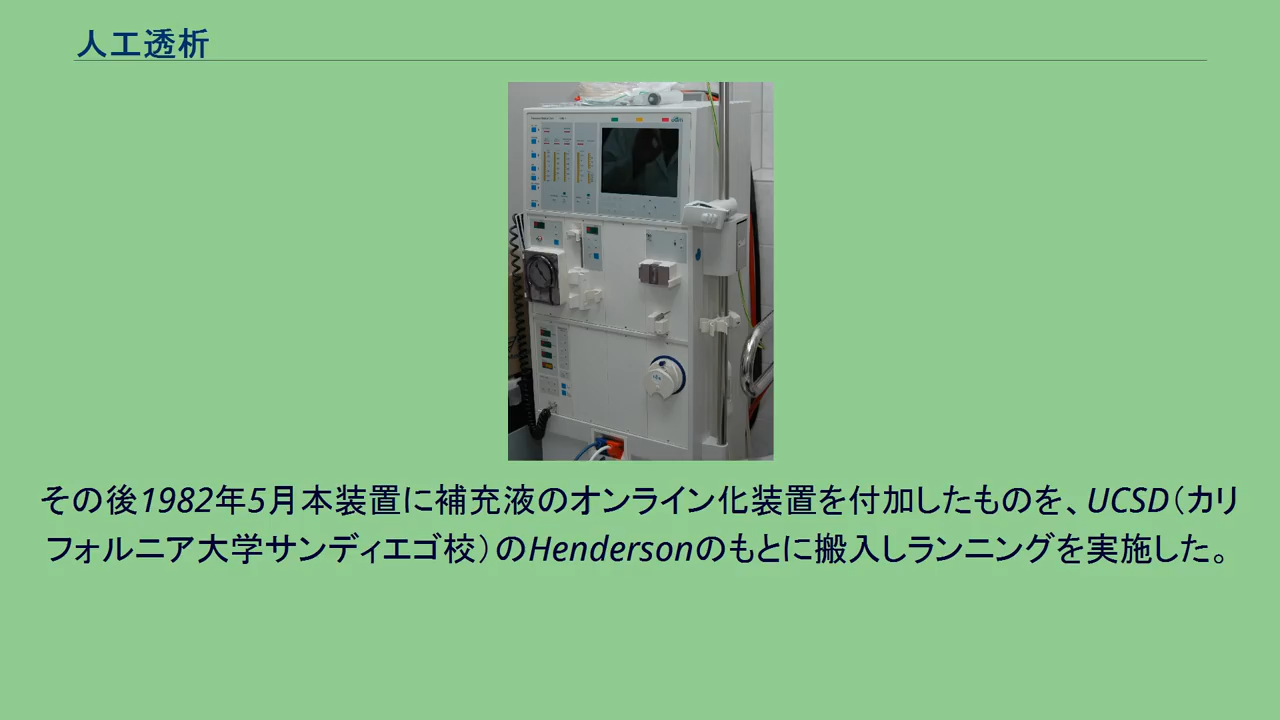 人工透析
その後1982年5月本装置に補充液のオンライン化装置を付加したものを、UCSD（カリ
フォルニア大学サンディエゴ校）のHendersonのもとに搬入しランニングを実施した。